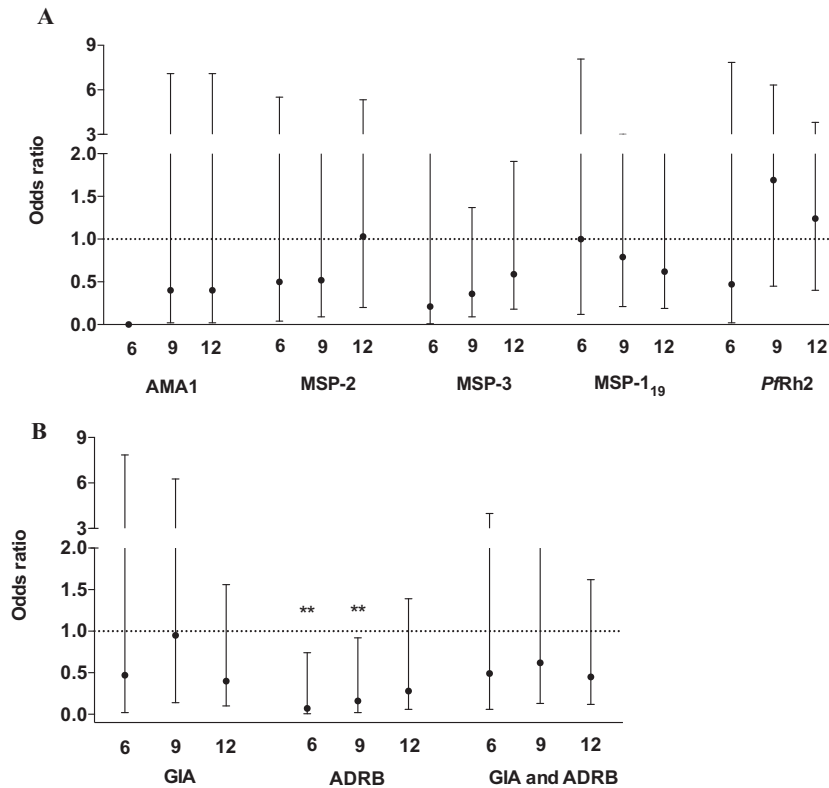 A
9
6
3
2.0
1.0
0.5
0.0
Odds ratio
6 9 12 6 9 12 6 9 12 6 9 12 6 9 12
AMA1 MSP-2 MSP-3 MSP-1₁₉ PfRh2
B
9
6
3
2.0
1.5
1.0
0.5
0.0
Odds ratio
** **
6 9 12 6 9 12 6 9 12
GIA ADRB GIA and ADRB